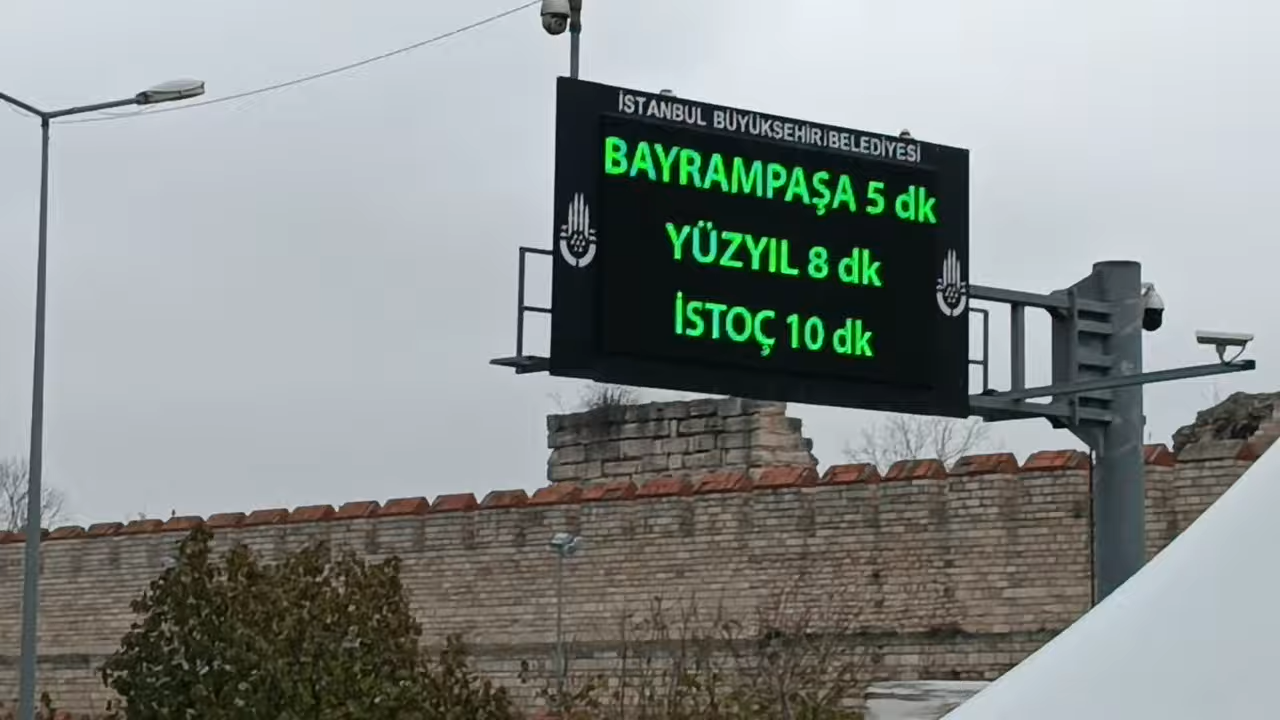 İSTANBUL BÜYÜKŞEHİR BELEDİYESİ
BAYRAMPAŞA 5 dk
YÜZYIL 8 dk
İSTOÇ 10 dk